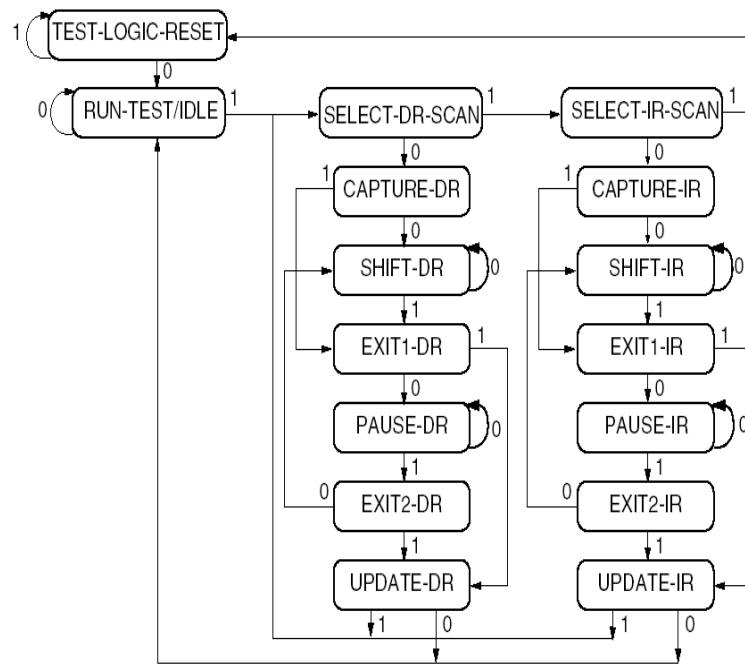 1
TEST-LOGIC-RESET
0
0
RUN-TEST/IDLE
1
SELECT-DR-SCAN
1
SELECT-IR-SCAN
1
0
0
1
CAPTURE-DR
1
CAPTURE-IR
0
0
SHIFT-DR
0
SHIFT-IR
0
1
1
EXIT1-DR
1
EXIT1-IR
1
0
0
PAUSE-DR
0
PAUSE-IR
0
1
1
0
EXIT2-DR
0
EXIT2-IR
1
1
UPDATE-DR
UPDATE-IR
1
0
1
0